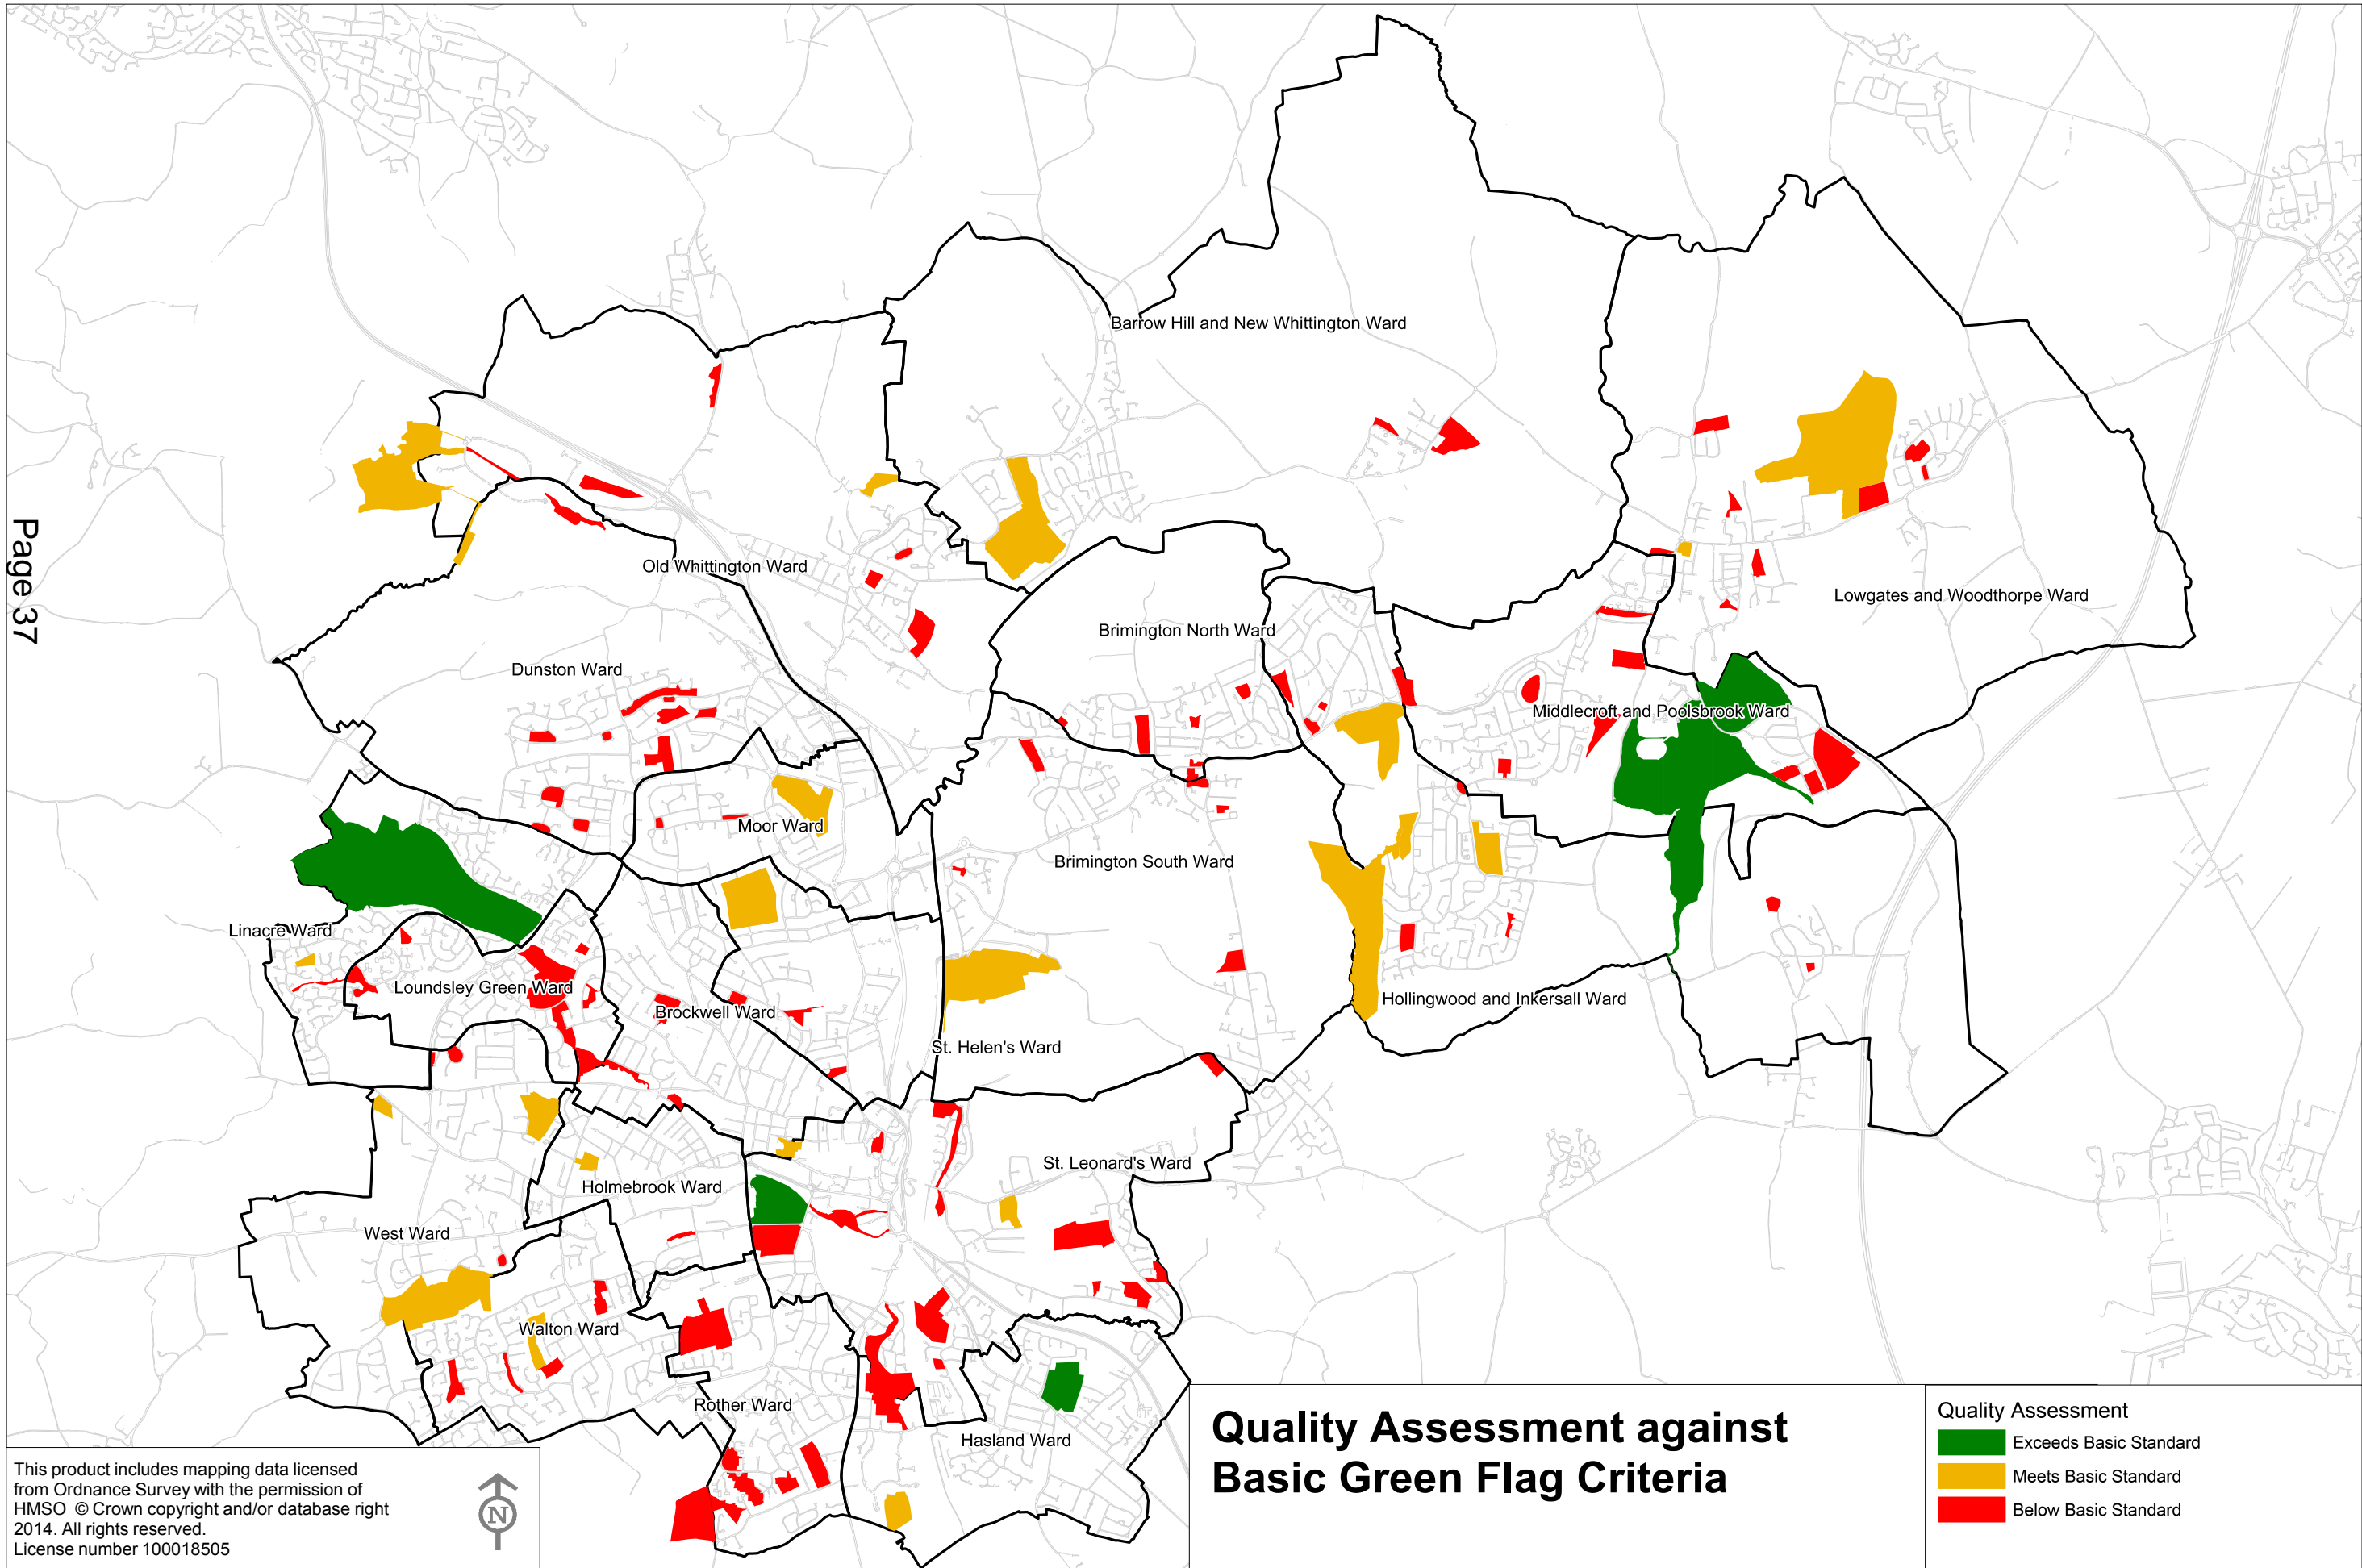 Page 37
Barrow Hill and New Whittington Ward
Old Whittington Ward
Lowgates and Woodthorpe Ward
Brimington North Ward
Dunston Ward
Middlecroft and Poolsbrook Ward
Moor Ward
Brimington South Ward
Linacre Ward
Loundsley Green Ward
Hollingwood and Inkersall Ward
Brockwell Ward
St. Helen's Ward
St. Leonard's Ward
Holmebrook Ward
West Ward
Walton Ward
Rother Ward
Hasland Ward
Quality Assessment against
Basic Green Flag Criteria
Quality Assessment
Exceeds Basic Standard
Meets Basic Standard
Below Basic Standard
This product includes mapping data licensed
from Ordnance Survey with the permission of
HMSO © Crown copyright and/or database right
2014. All rights reserved.
License number 100018505
N